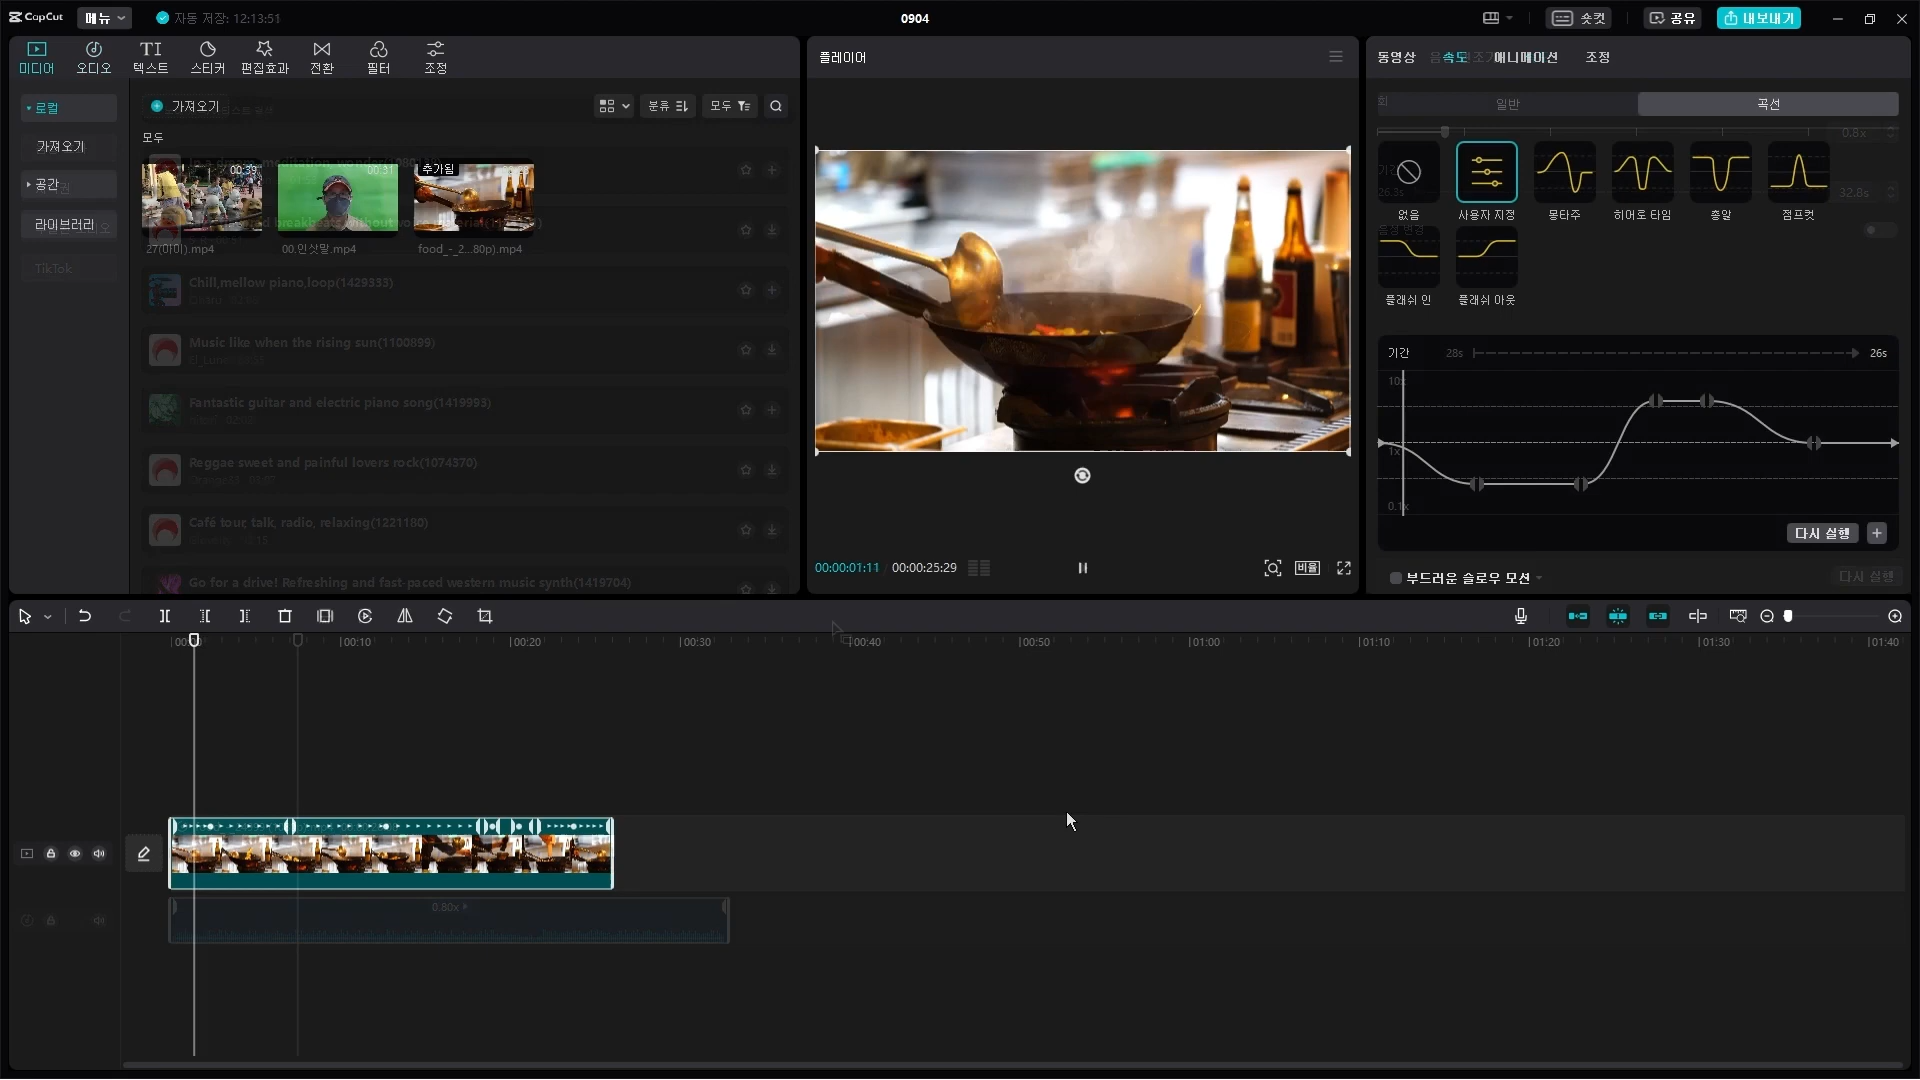 CapCut 메뉴 자동 저장: 12:13:51 0904 숏컷 공유 내보내기
미디어 오디오 텍스트 스티커 편집효과 전환 필터 조정
로컬
가져오기
공간
라이브러리
TikTok
가져오기 분류 모두
모두
00:39 00:31 추가됨
27(아이).mp4 00.인삿말.mp4 food_-_2...80p).mp4
Chill,mellow piano,loop(1429333)
Music like when the rising sun(1100899)
Fantastic guitar and electric piano song(1419993)
Reggae sweet and painful lovers rock(1074370)
Café tour, talk, radio, relaxing(1221180)
Go for a drive! Refreshing and fast-paced western music synth(1419704)
플레이어
00:00:01:11 00:00:25:29 비율
동영상 속도 애니메이션 조정
일반 곡선
0.8x
26.3s 32.8s
없음 사용자 지정 몽타주 히어로 타임 총알 점프컷
음정 변경
플래쉬 인 플래쉬 아웃
기간 28s 26s
10x
1x
0.1x
다시 실행
부드러운 슬로우 모션 다시 실행
00:10 00:20 00:30 00:40 00:50 01:00 01:10 01:20 01:30 01:40
0.80x